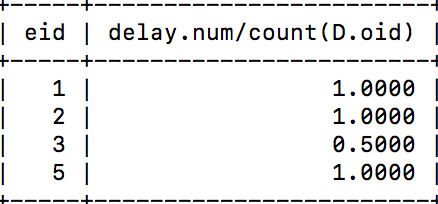 | eid | delay.num/count(D.oid) |
| 1 | 1.0000 |
| 2 | 1.0000 |
| 3 | 0.5000 |
| 5 | 1.0000 |